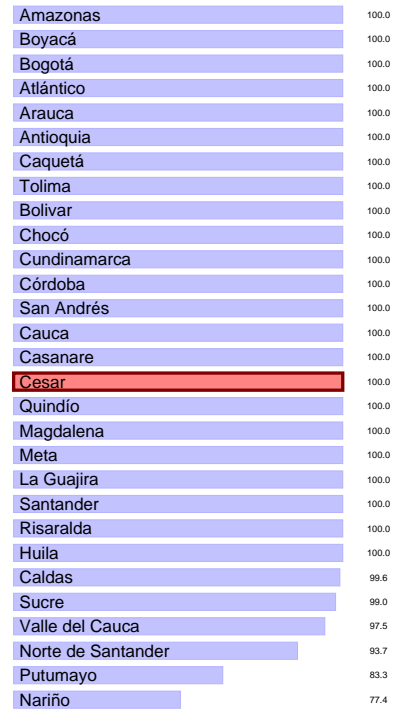 Amazonas 100.0
Boyacá 100.0
Bogotá 100.0
Atlántico 100.0
Arauca 100.0
Antioquia 100.0
Caquetá 100.0
Tolima 100.0
Bolivar 100.0
Chocó 100.0
Cundinamarca 100.0
Córdoba 100.0
San Andrés 100.0
Cauca 100.0
Casanare 100.0
Cesar 100.0
Quindío 100.0
Magdalena 100.0
Meta 100.0
La Guajira 100.0
Santander 100.0
Risaralda 100.0
Huila 100.0
Caldas 99.6
Sucre 99.0
Valle del Cauca 97.5
Norte de Santander 93.7
Putumayo 83.3
Nariño 77.4